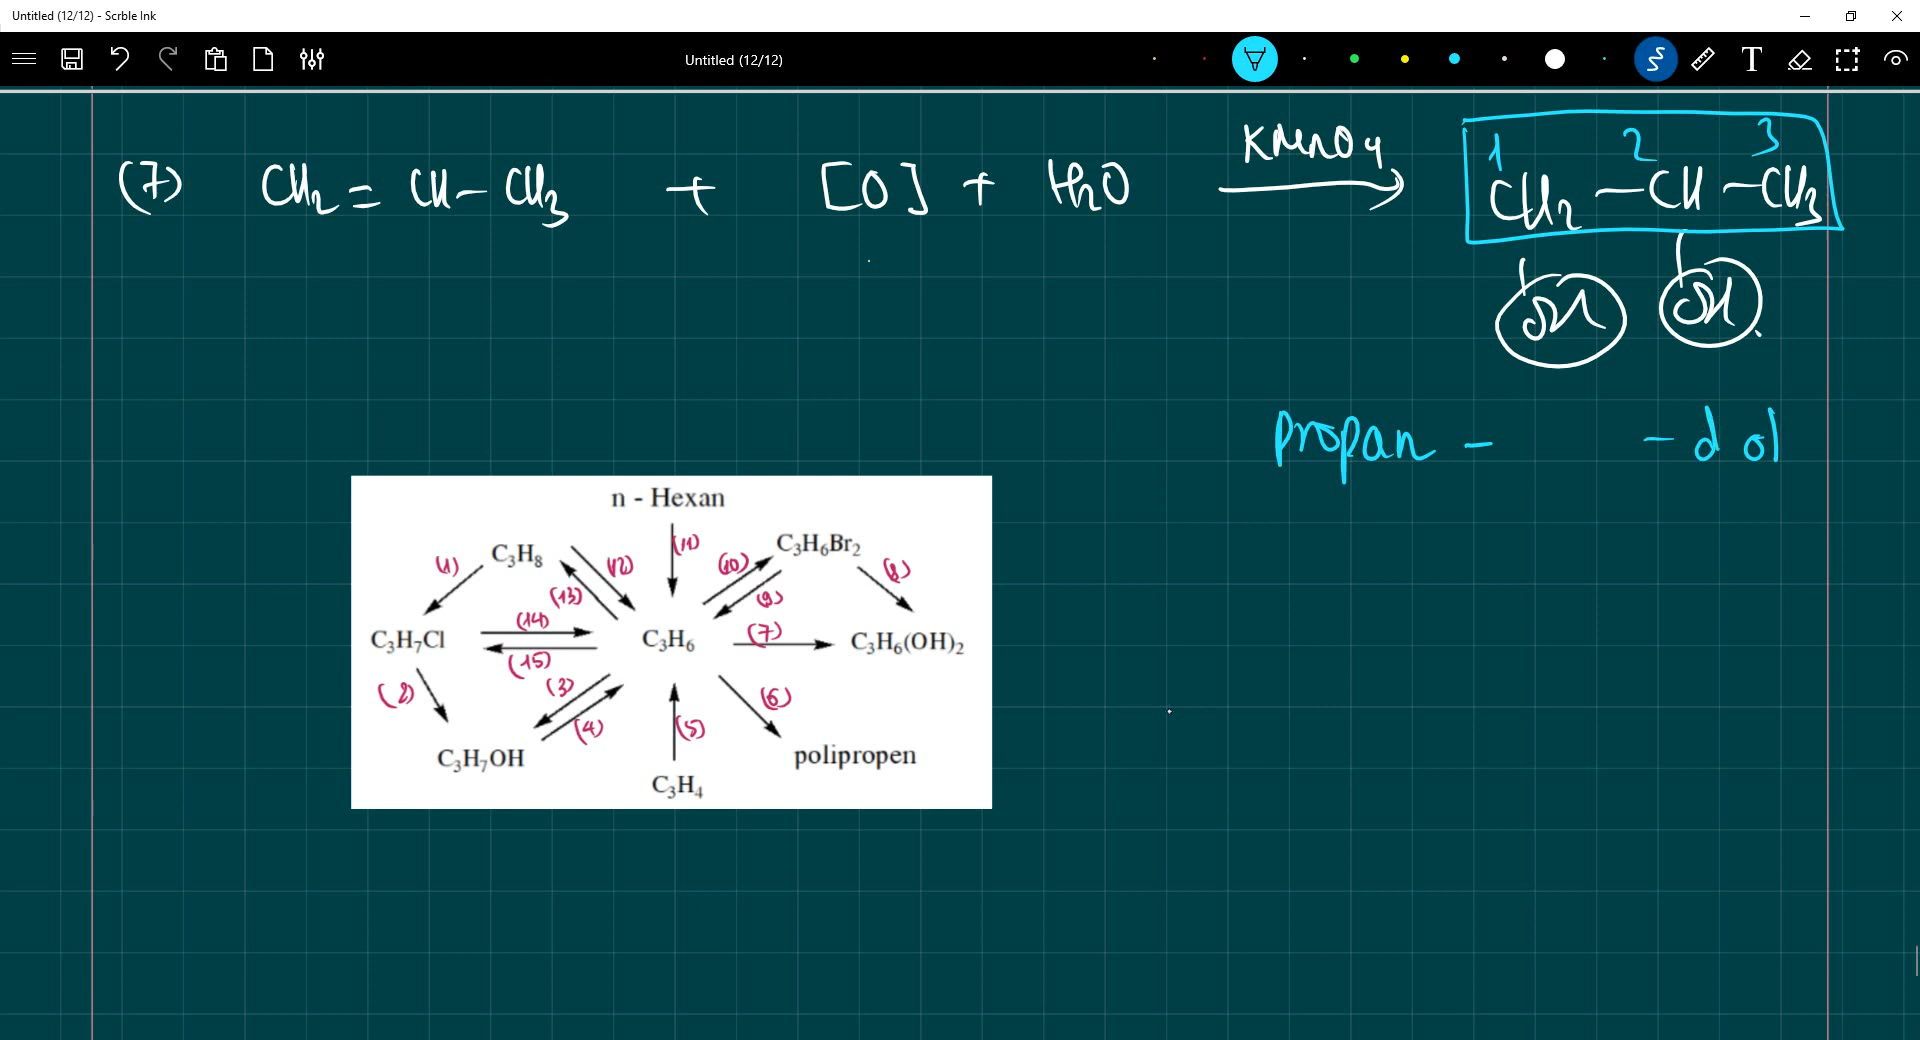 Untitled (12/12) - Scrble Ink
Untitled (12/12)
T
(7) CH2 = CH - CH3 + [O] + H2O KMnO4 CH2 - CH - CH3
1 2 3
OH OH
Propan - - d ol
n - Hexan
(11)
C3H8 (12) (10) C3H6Br2
(1) (13) (9) (8)
C3H7Cl (14) C3H6 (7) C3H6(OH)2
(15)
(2) (3) (4) (5) (6)
C3H7OH polipropen
C3H4